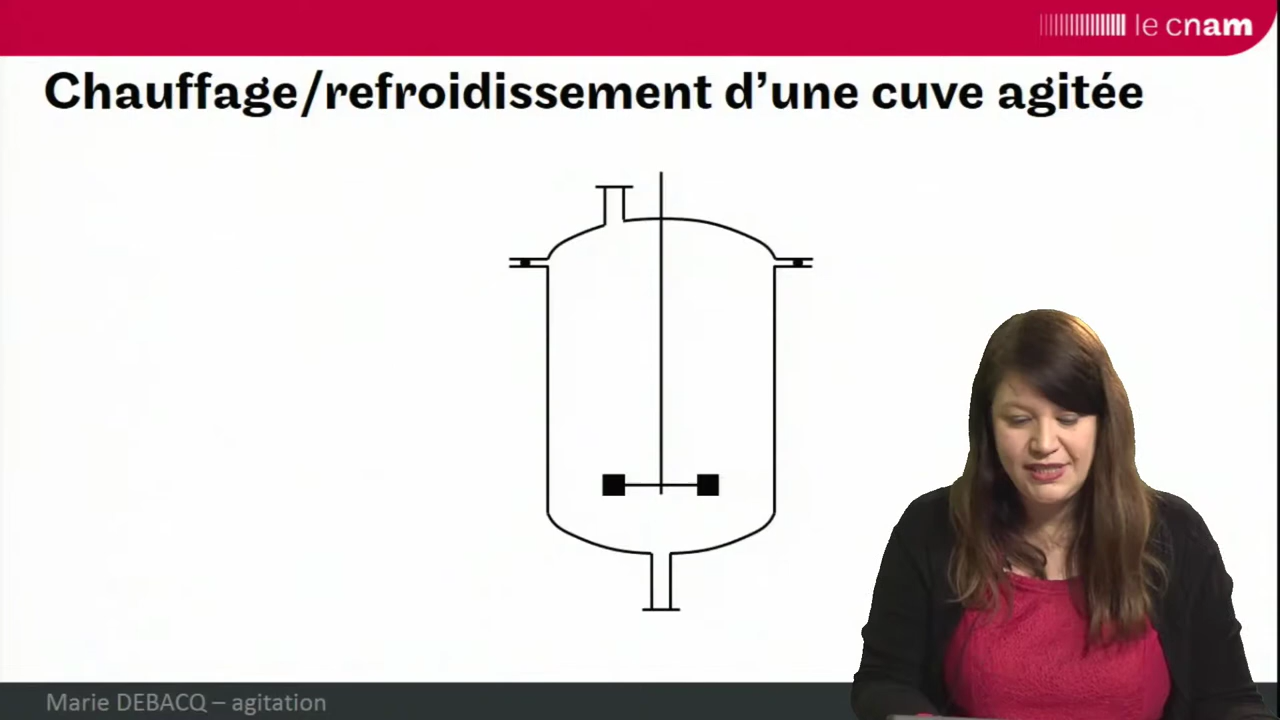 le cnam
Chauffage/refroidissement d’une cuve agitée
Marie DEBACQ – agitation